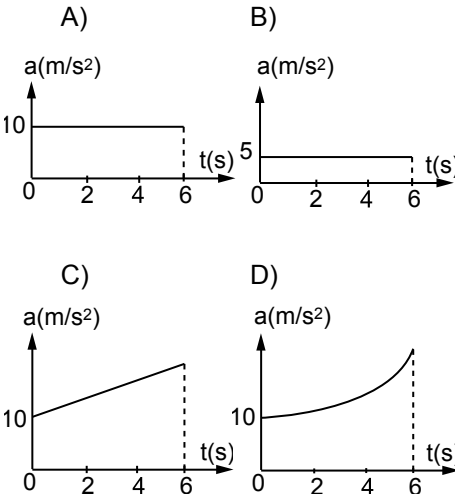 A) B)
a(m/s²) a(m/s²)
10
5
t(s) t(s)
0 2 4 6 0 2 4 6
C) D)
a(m/s²) a(m/s²)
10 10
t(s) t(s)
0 2 4 6 0 2 4 6